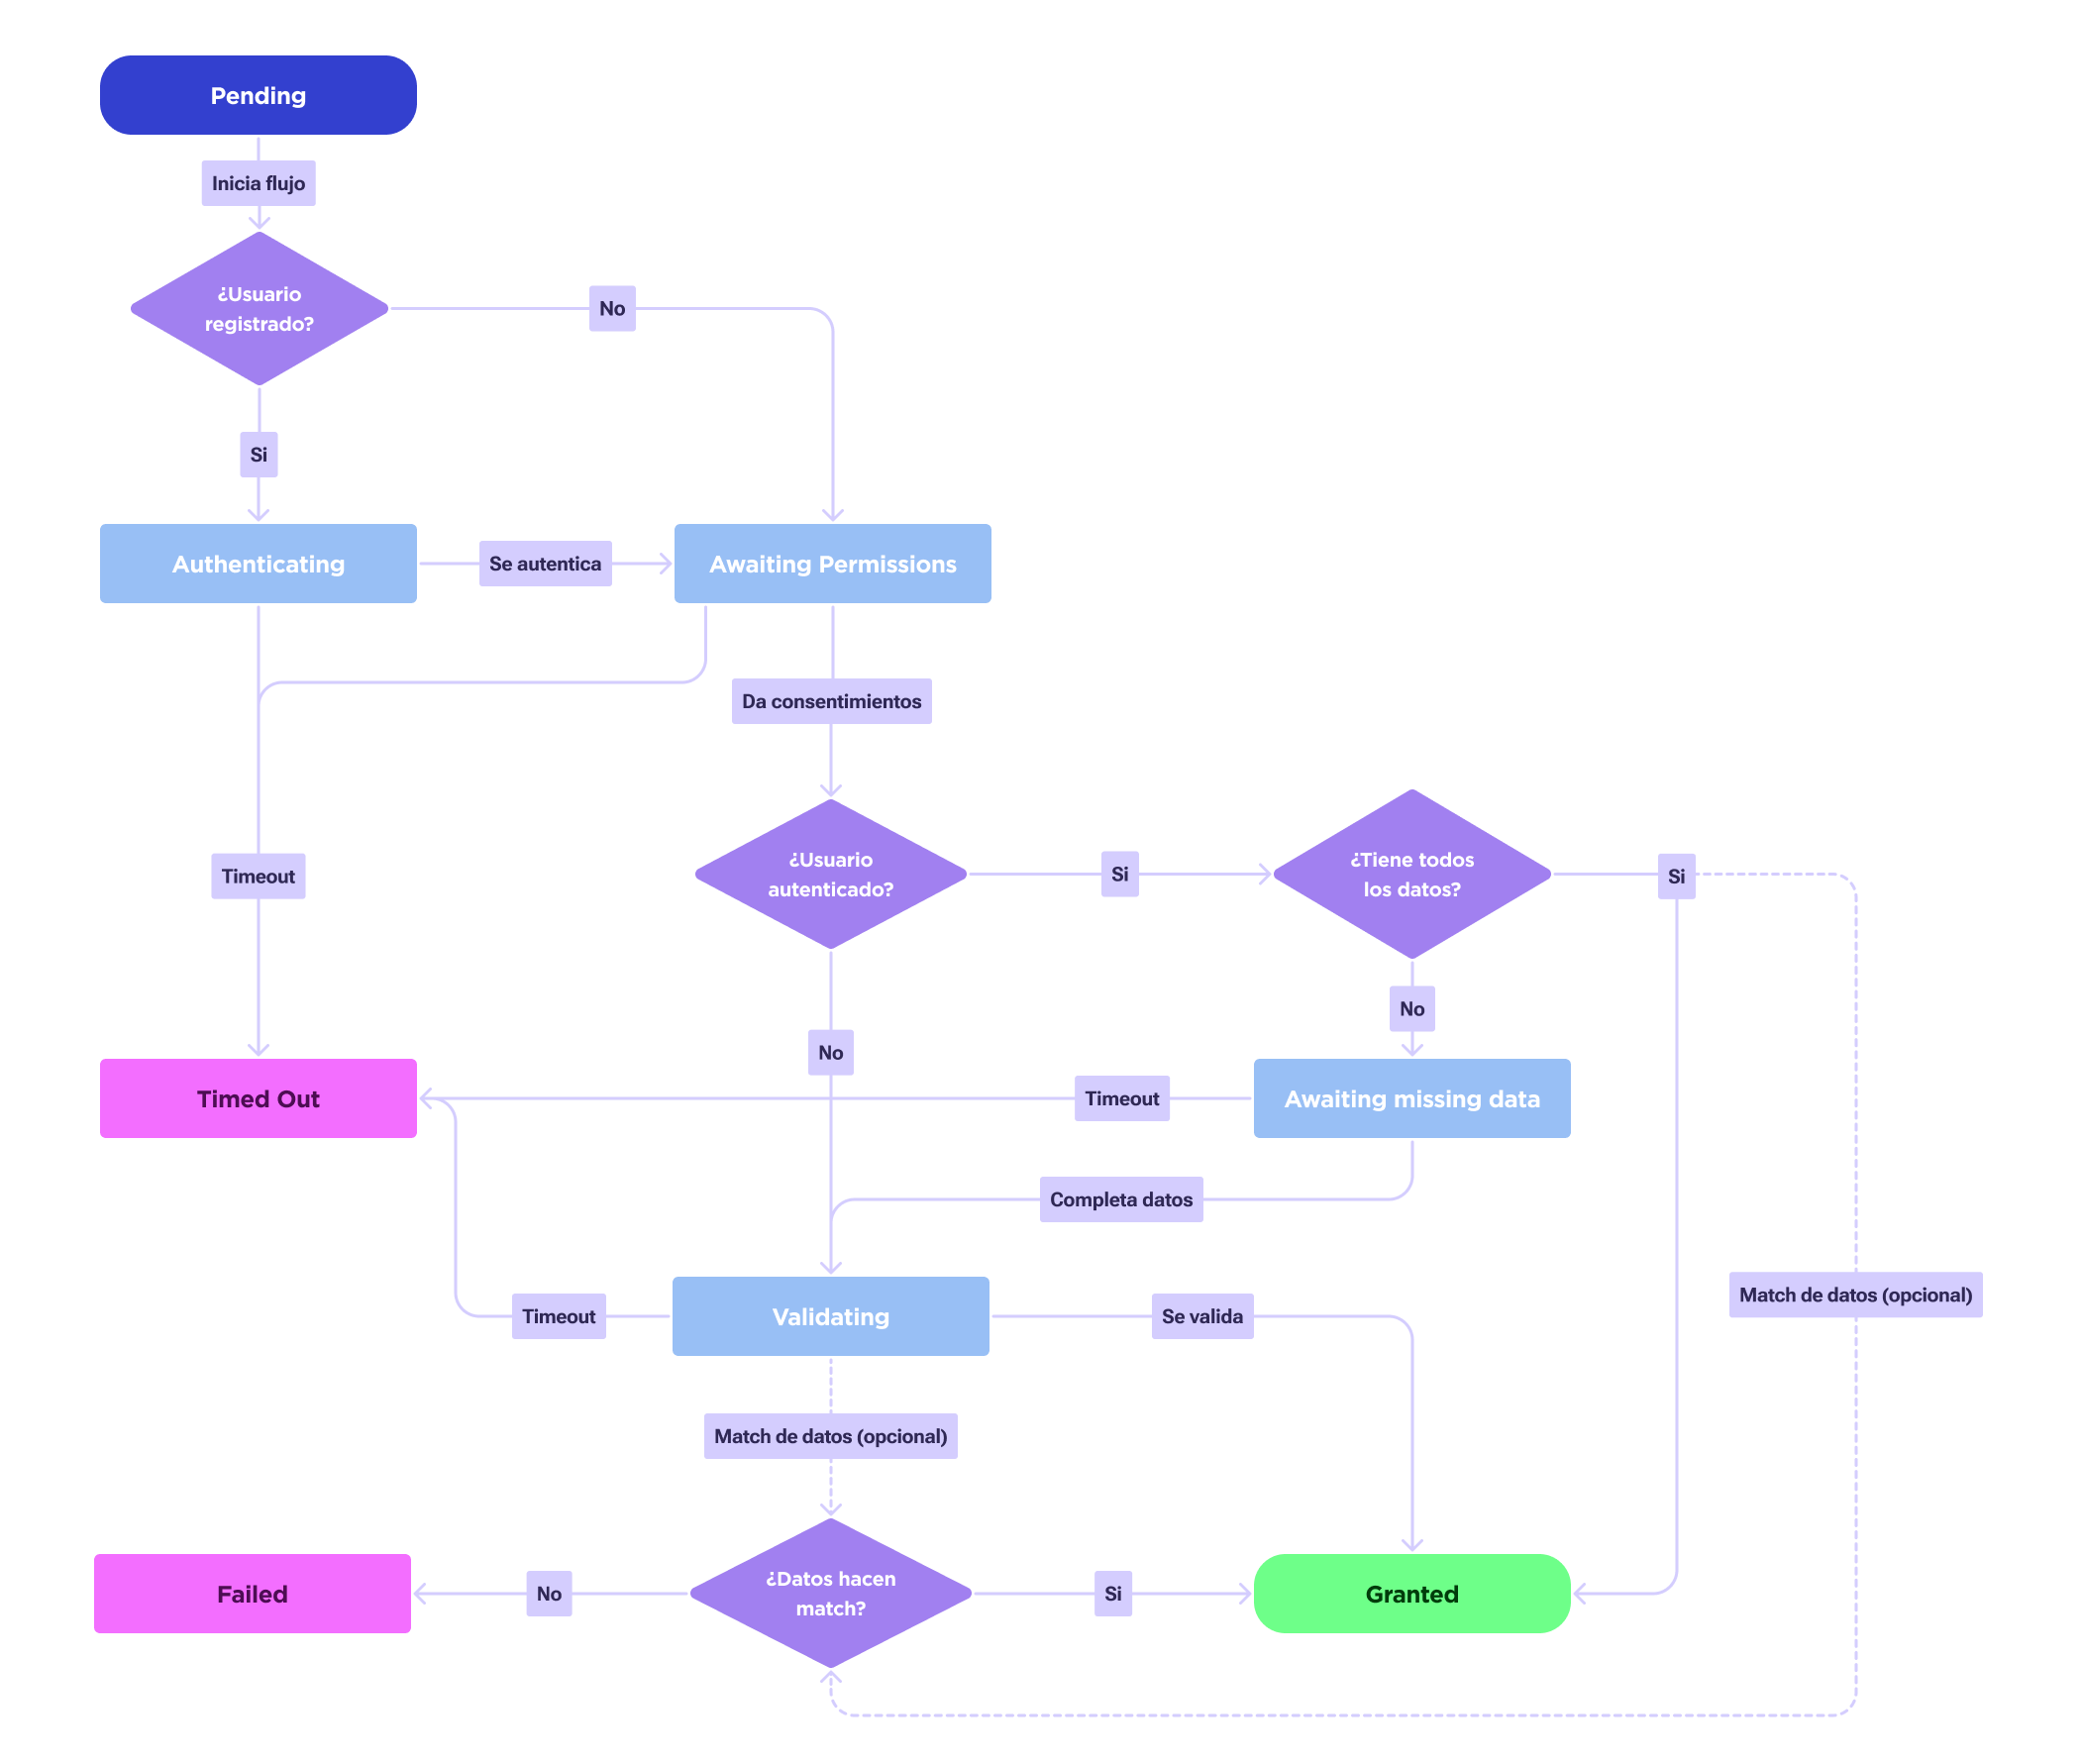 Pending
Inicia flujo
¿Usuario
registrado?
No
Si
Authenticating
Se autentica
Awaiting Permissions
Da consentimientos
¿Usuario
autenticado?
Si
¿Tiene todos
los datos?
Si
Timeout
No
No
Timed Out
Timeout
Awaiting missing data
Completa datos
Match de datos (opcional)
Timeout
Validating
Se valida
Match de datos (opcional)
Failed
No
¿Datos hacen
match?
Si
Granted